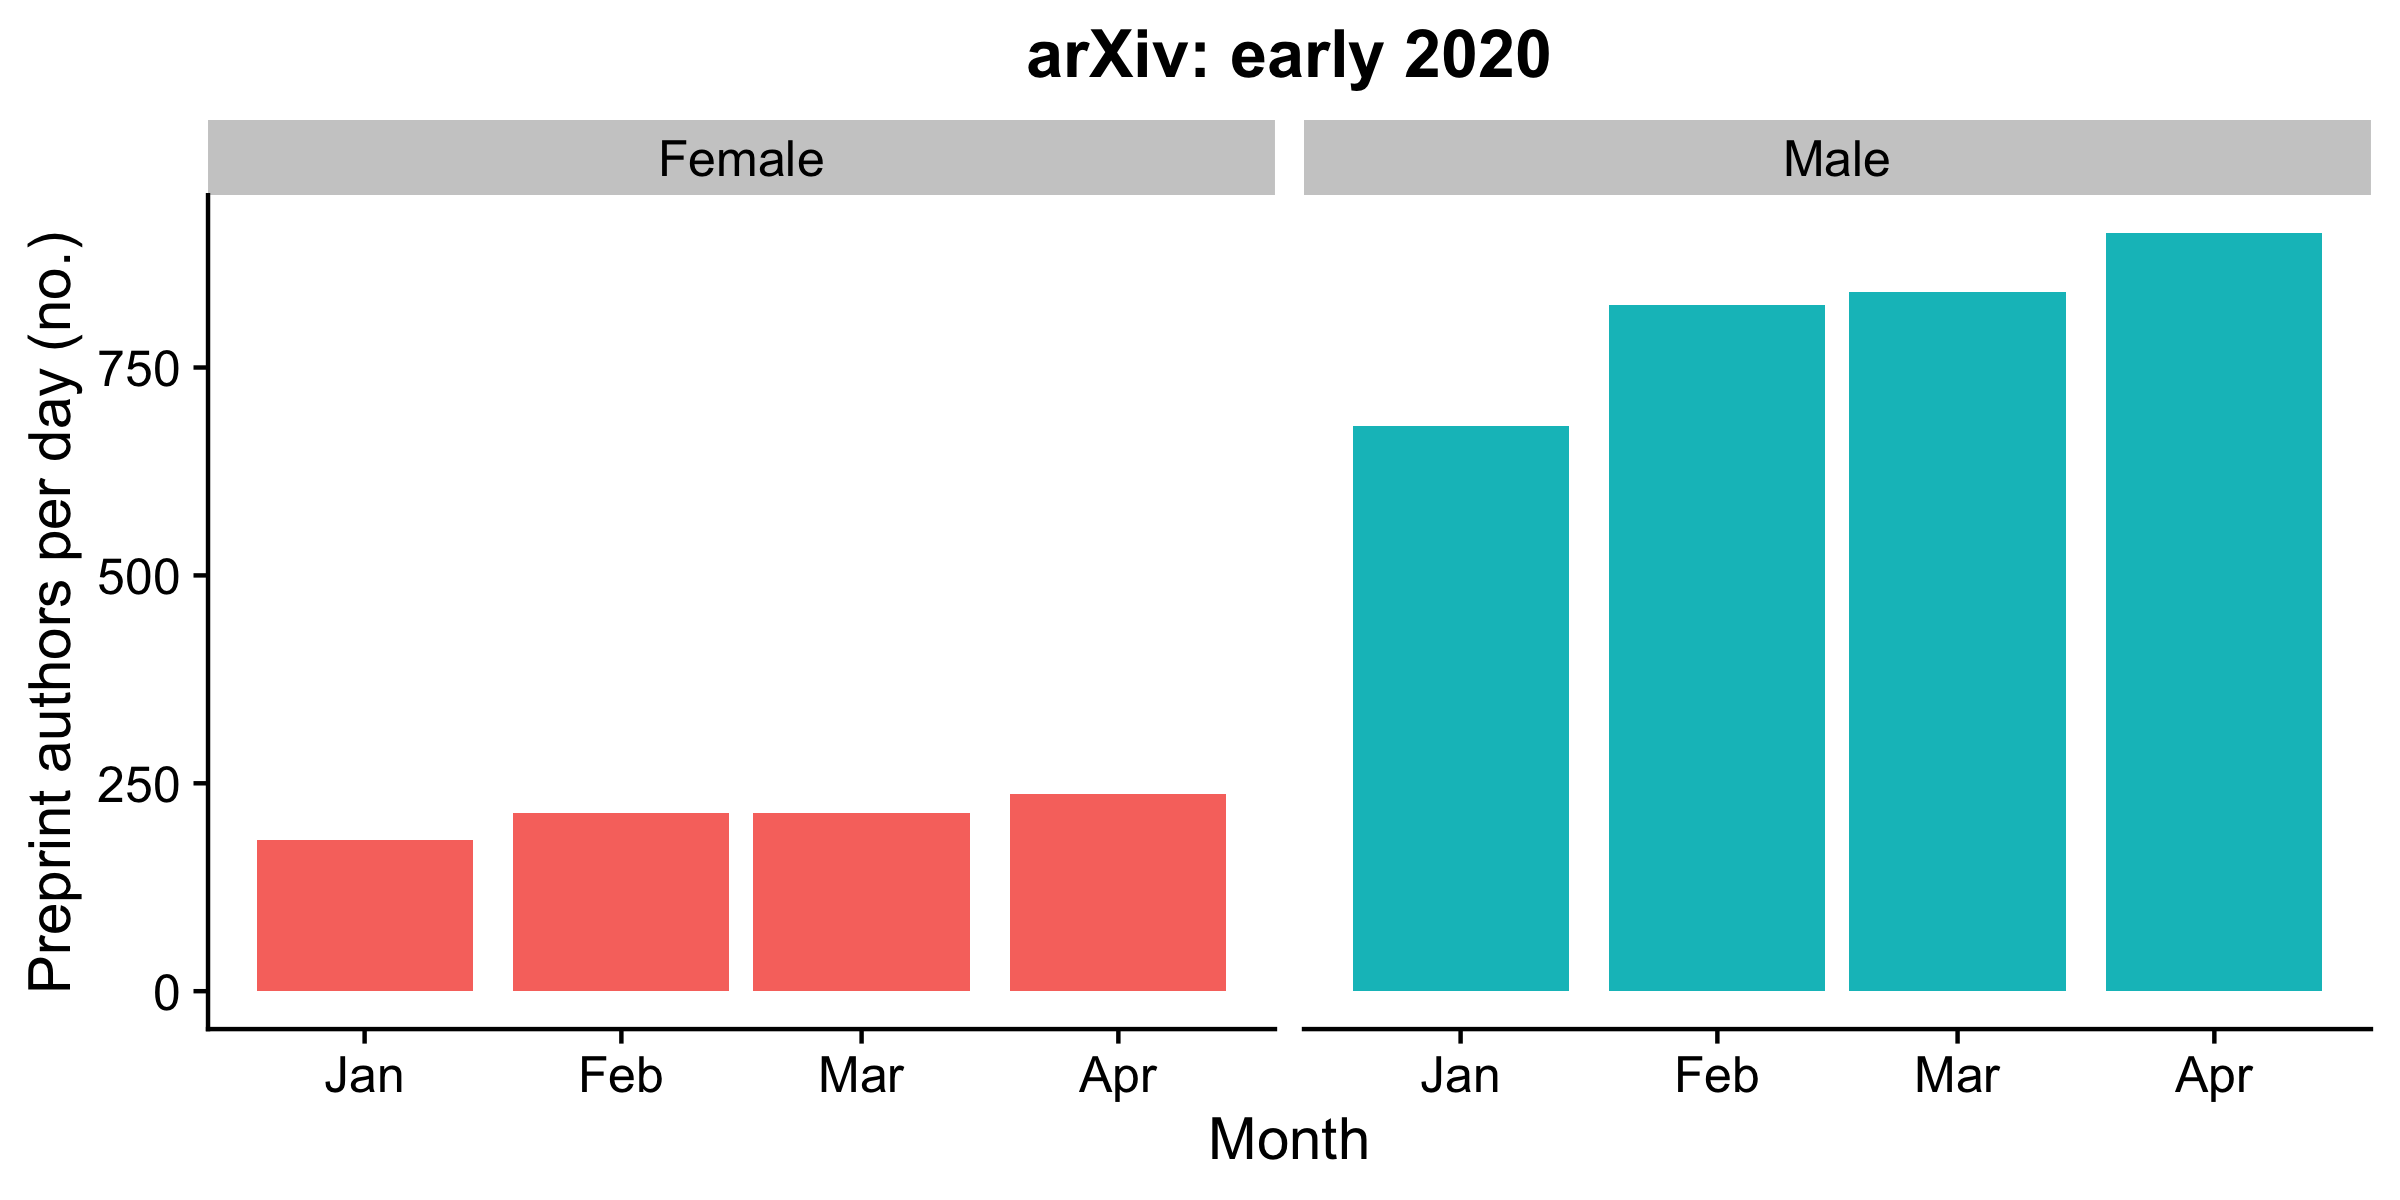 arXiv: early 2020
Female
Male
Preprint authors per day (no.)
750
500
250
0
Jan
Feb
Mar
Apr
Jan
Feb
Mar
Apr
Month